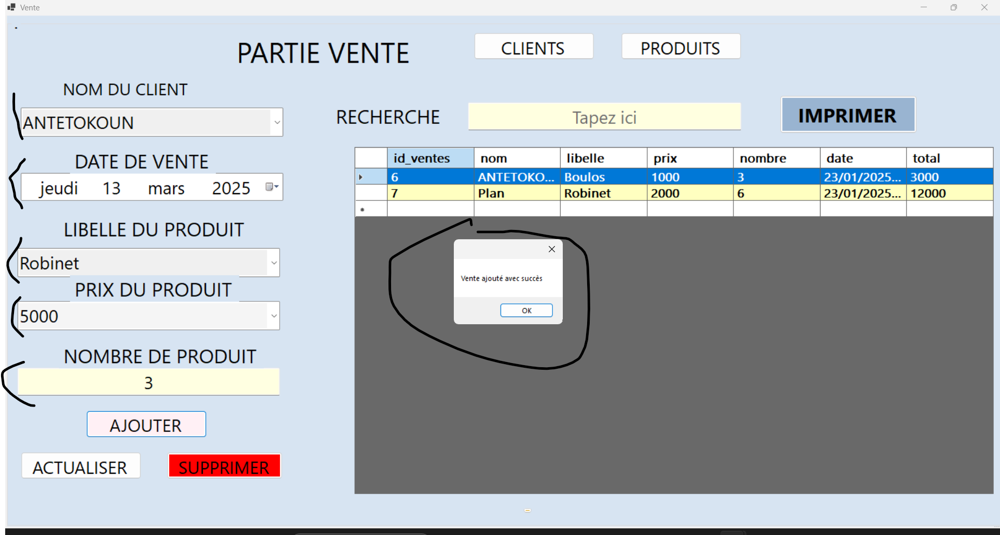 Vente
PARTIE VENTE
CLIENTS
PRODUITS
NOM DU CLIENT
ANTETOKOUN
RECHERCHE
Tapez ici
IMPRIMER
DATE DE VENTE
jeudi 13 mars 2025
LIBELLE DU PRODUIT
Robinet
PRIX DU PRODUIT
5000
NOMBRE DE PRODUIT
3
AJOUTER
ACTUALISER
SUPPRIMER
id_ventes nom libelle prix nombre date total
6 ANTETOKO... Boulos 1000 3 23/01/2025... 3000
7 Plan Robinet 2000 6 23/01/2025... 12000
Vente ajouté avec succès
OK